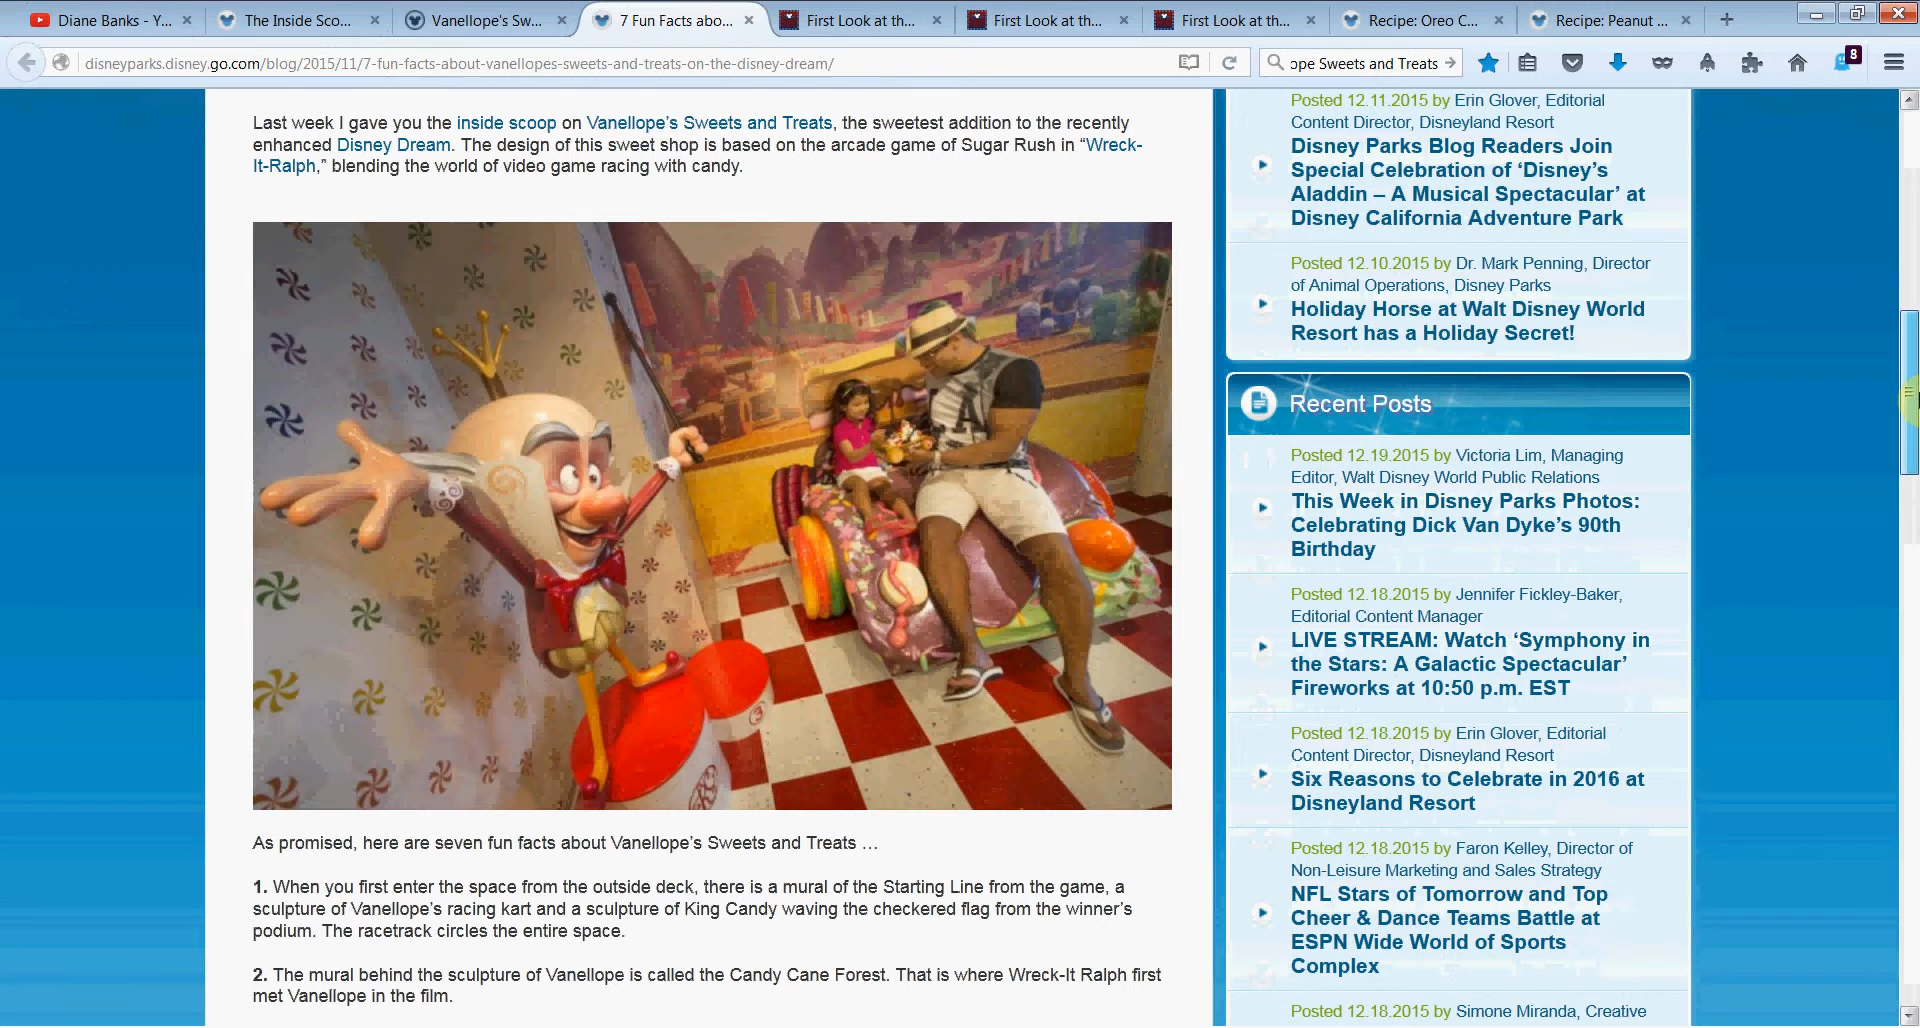 Diane Banks - Y...
The Inside Sco...
Vanellope's Sw...
7 Fun Facts abo...
First Look at th...
First Look at th...
First Look at th...
Recipe: Oreo C...
Recipe: Peanut ...
disneyparks.disney.go.com/blog/2015/11/7-fun-facts-about-vanellopes-sweets-and-treats-on-the-disney-dream/
ope Sweets and Treats
8
Last week I gave you the inside scoop on Vanellope's Sweets and Treats, the sweetest addition to the recently
enhanced Disney Dream. The design of this sweet shop is based on the arcade game of Sugar Rush in “Wreck-
It-Ralph,” blending the world of video game racing with candy.
3
As promised, here are seven fun facts about Vanellope's Sweets and Treats …
1. When you first enter the space from the outside deck, there is a mural of the Starting Line from the game, a
sculpture of Vanellope's racing kart and a sculpture of King Candy waving the checkered flag from the winner's
podium. The racetrack circles the entire space.
2. The mural behind the sculpture of Vanellope is called the Candy Cane Forest. That is where Wreck-It Ralph first
met Vanellope in the film.
Posted 12.11.2015 by Erin Glover, Editorial
Content Director, Disneyland Resort
Disney Parks Blog Readers Join
Special Celebration of ‘Disney’s
Aladdin – A Musical Spectacular’ at
Disney California Adventure Park
Posted 12.10.2015 by Dr. Mark Penning, Director
of Animal Operations, Disney Parks
Holiday Horse at Walt Disney World
Resort has a Holiday Secret!
Recent Posts
Posted 12.19.2015 by Victoria Lim, Managing
Editor, Walt Disney World Public Relations
This Week in Disney Parks Photos:
Celebrating Dick Van Dyke’s 90th
Birthday
Posted 12.18.2015 by Jennifer Fickley-Baker,
Editorial Content Manager
LIVE STREAM: Watch ‘Symphony in
the Stars: A Galactic Spectacular’
Fireworks at 10:50 p.m. EST
Posted 12.18.2015 by Erin Glover, Editorial
Content Director, Disneyland Resort
Six Reasons to Celebrate in 2016 at
Disneyland Resort
Posted 12.18.2015 by Faron Kelley, Director of
Non-Leisure Marketing and Sales Strategy
NFL Stars of Tomorrow and Top
Cheer & Dance Teams Battle at
ESPN Wide World of Sports
Complex
Posted 12.18.2015 by Simone Miranda, Creative